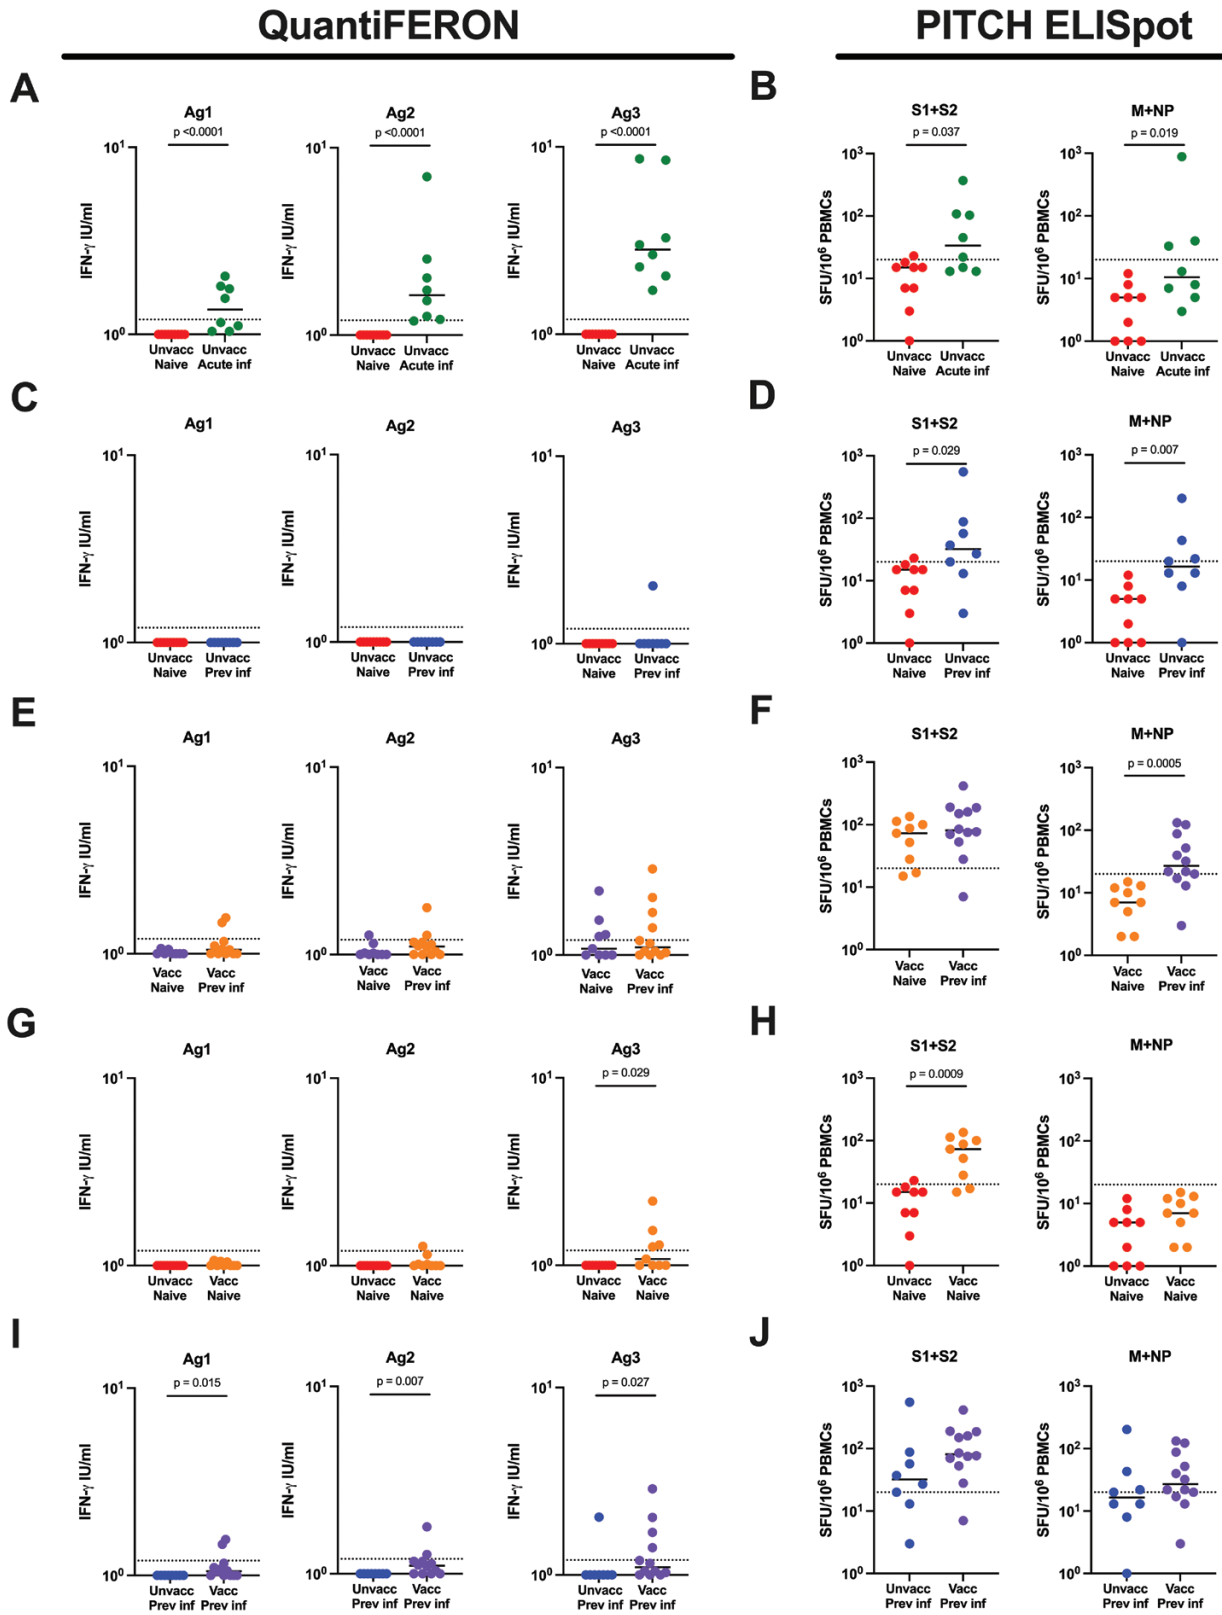 QuantiFERON
PITCH ELISpot
A
Ag1
p <0.0001
IFN-γ IU/ml
10¹
10⁰
Unvacc Unvacc
Naive Acute inf
Ag2
p <0.0001
IFN-γ IU/ml
10¹
10⁰
Unvacc Unvacc
Naive Acute inf
Ag3
p <0.0001
IFN-γ IU/ml
10¹
10⁰
Unvacc Unvacc
Naive Acute inf
B
S1+S2
p = 0.037
SFU/10⁶ PBMCs
10³
10²
10¹
10⁰
Unvacc Unvacc
Naive Acute inf
M+NP
p = 0.019
SFU/10⁶ PBMCs
10³
10²
10¹
10⁰
Unvacc Unvacc
Naive Acute inf
C
Ag1
IFN-γ IU/ml
10¹
10⁰
Unvacc Unvacc
Naive Prev inf
Ag2
IFN-γ IU/ml
10¹
10⁰
Unvacc Unvacc
Naive Prev inf
Ag3
IFN-γ IU/ml
10¹
10⁰
Unvacc Unvacc
Naive Prev inf
D
S1+S2
p = 0.029
SFU/10⁶ PBMCs
10³
10²
10¹
10⁰
Unvacc Unvacc
Naive Prev inf
M+NP
p = 0.007
SFU/10⁶ PBMCs
10³
10²
10¹
10⁰
Unvacc Unvacc
Naive Prev inf
E
Ag1
IFN-γ IU/ml
10¹
10⁰
Vacc Vacc
Naive Prev inf
Ag2
IFN-γ IU/ml
10¹
10⁰
Vacc Vacc
Naive Prev inf
Ag3
IFN-γ IU/ml
10¹
10⁰
Vacc Vacc
Naive Prev inf
F
S1+S2
SFU/10⁶ PBMCs
10³
10²
10¹
10⁰
Vacc Vacc
Naive Prev inf
M+NP
p = 0.0005
SFU/10⁶ PBMCs
10³
10²
10¹
10⁰
Vacc Vacc
Naive Prev inf
G
Ag1
IFN-γ IU/ml
10¹
10⁰
Unvacc Vacc
Naive Naive
Ag2
IFN-γ IU/ml
10¹
10⁰
Unvacc Vacc
Naive Naive
Ag3
p = 0.029
IFN-γ IU/ml
10¹
10⁰
Unvacc Vacc
Naive Naive
H
S1+S2
p = 0.0009
SFU/10⁶ PBMCs
10³
10²
10¹
10⁰
Unvacc Vacc
Naive Naive
M+NP
SFU/10⁶ PBMCs
10³
10²
10¹
10⁰
Unvacc Vacc
Naive Naive
I
Ag1
p = 0.015
IFN-γ IU/ml
10¹
10⁰
Unvacc Vacc
Prev inf Prev inf
Ag2
p = 0.007
IFN-γ IU/ml
10¹
10⁰
Unvacc Vacc
Prev inf Prev inf
Ag3
p = 0.027
IFN-γ IU/ml
10¹
10⁰
Unvacc Vacc
Prev inf Prev inf
J
S1+S2
SFU/10⁶ PBMCs
10³
10²
10¹
10⁰
Unvacc Vacc
Prev inf Prev inf
M+NP
SFU/10⁶ PBMCs
10³
10²
10¹
10⁰
Unvacc Vacc
Prev inf Prev inf